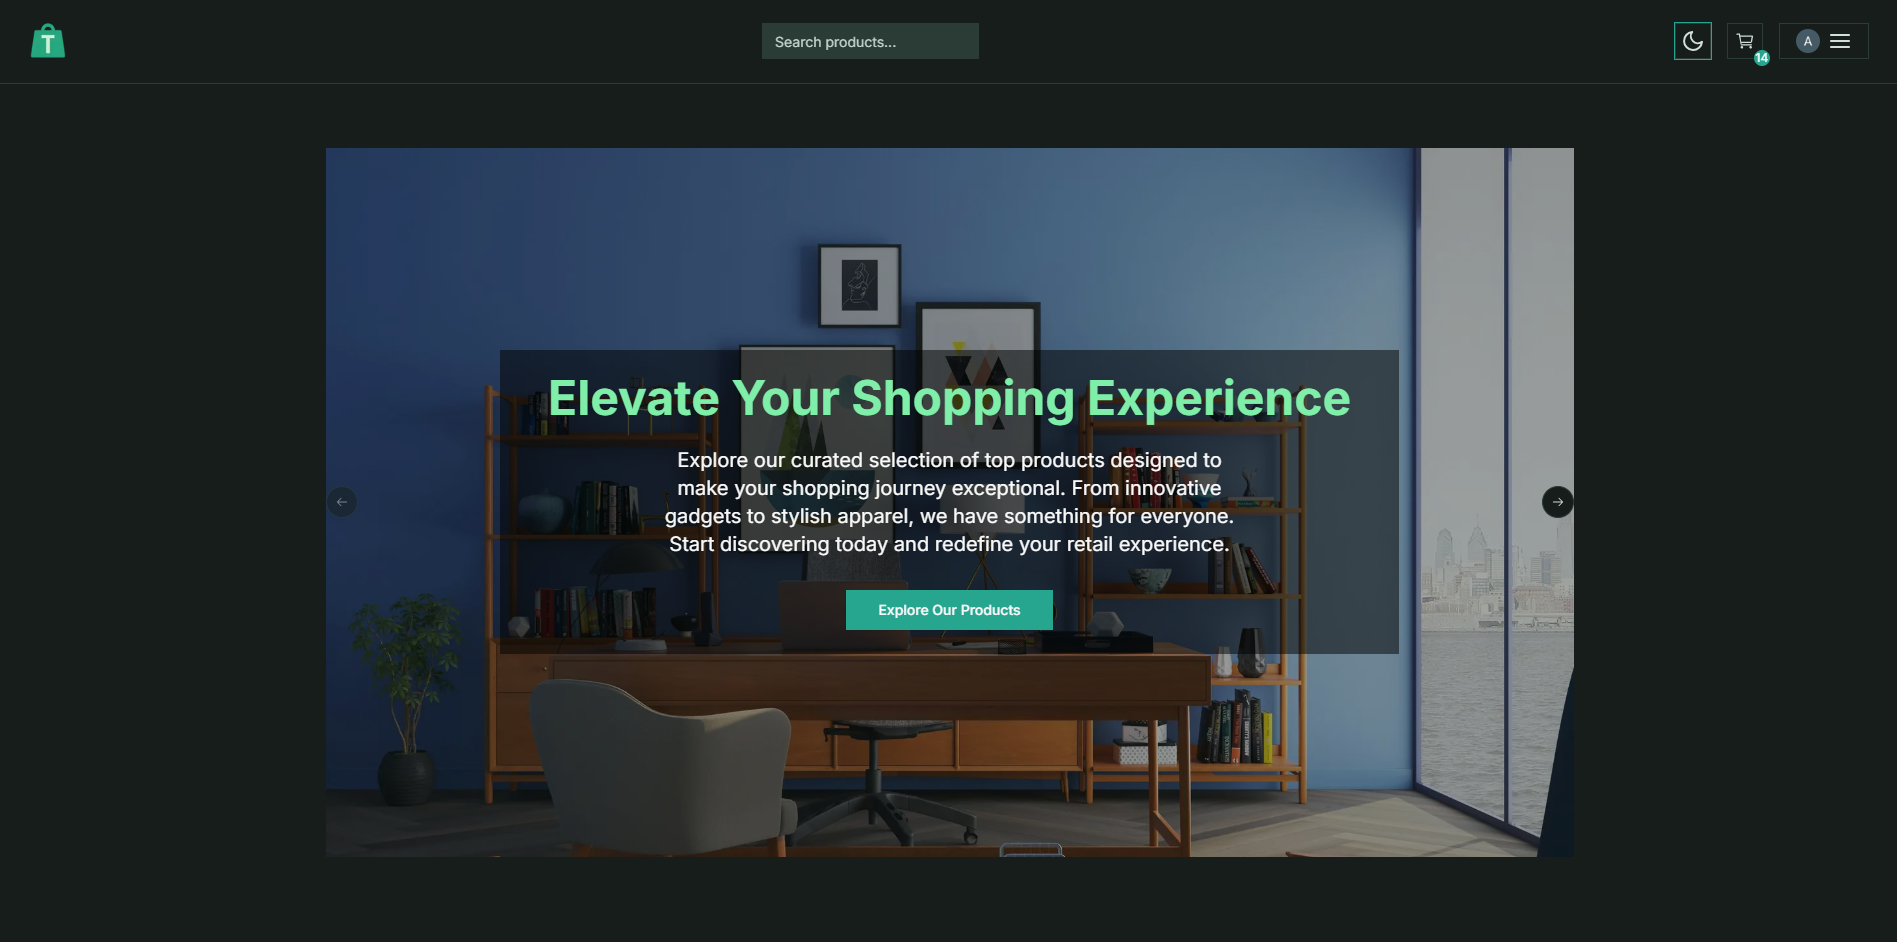 T
Search products...
14
A
Elevate Your Shopping Experience
Explore our curated selection of top products designed to
make your shopping journey exceptional. From innovative
gadgets to stylish apparel, we have something for everyone.
Start discovering today and redefine your retail experience.
Explore Our Products